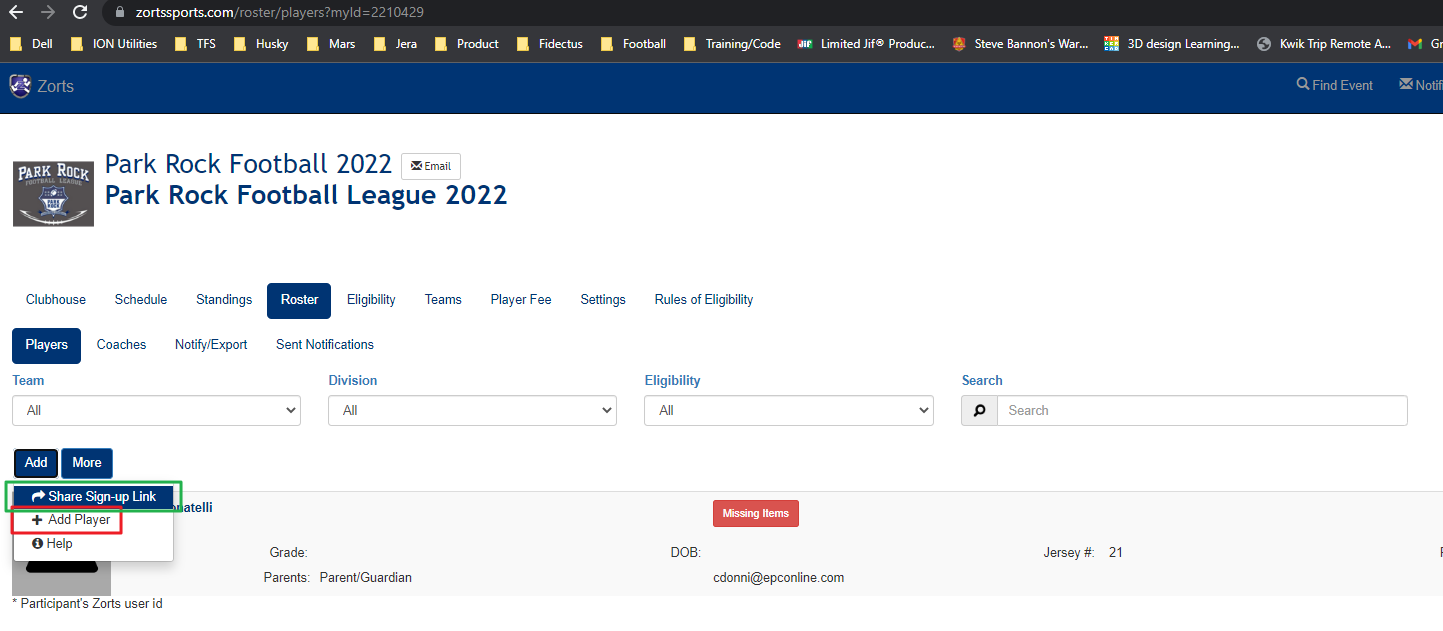 zortssports.com/roster/players?myId=2210429
Dell ION Utilities TFS Husky Mars Jera Product Fidectus Football Training/Code Limited Jif® Produc... Steve Bannon's War... 3D design Learning... Kwik Trip Remote A... Gr
Zorts Find Event Notifi
PARK ROCK
FOOTBALL LEAGUE
PARK
ROCK
Park Rock Football 2022 Email
Park Rock Football League 2022
Clubhouse Schedule Standings Roster Eligibility Teams Player Fee Settings Rules of Eligibility
Players Coaches Notify/Export Sent Notifications
Team Division Eligibility Search
All All All Search
Add More
Share Sign-up Link
natelli Missing Items
Add Player
Help
Grade: DOB: Jersey #: 21
Parents: Parent/Guardian cdonni@epconline.com
* Participant's Zorts user id